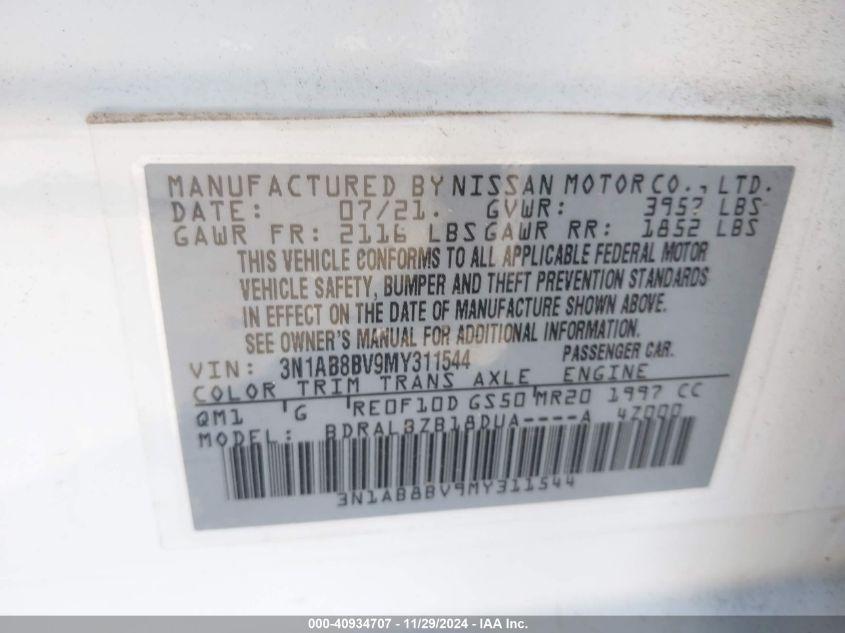 MANUFACTURED BY NISSAN MOTOR CO., LTD.
DATE: 07/21. GVWR: 3957 LBS
GAWR FR: 2116 LBS GAWR RR: 1852 LBS
THIS VEHICLE CONFORMS TO ALL APPLICABLE FEDERAL MOTOR
VEHICLE SAFETY, BUMPER AND THEFT PREVENTION STANDARDS
IN EFFECT ON THE DATE OF MANUFACTURE SHOWN ABOVE.
SEE OWNER'S MANUAL FOR ADDITIONAL INFORMATION.
VIN: 3N1AB8BV9MY311544 PASSENGER CAR.
COLOR TRIM TRANS AXLE ENGINE
QM1 G RE0F10D GS50 MR20 1997 CC
MODEL: BDRAL3ZB18DUA----A 4Z000
3N1AB8BV9MY311544
000-40934707 - 11/29/2024 - IAA Inc.